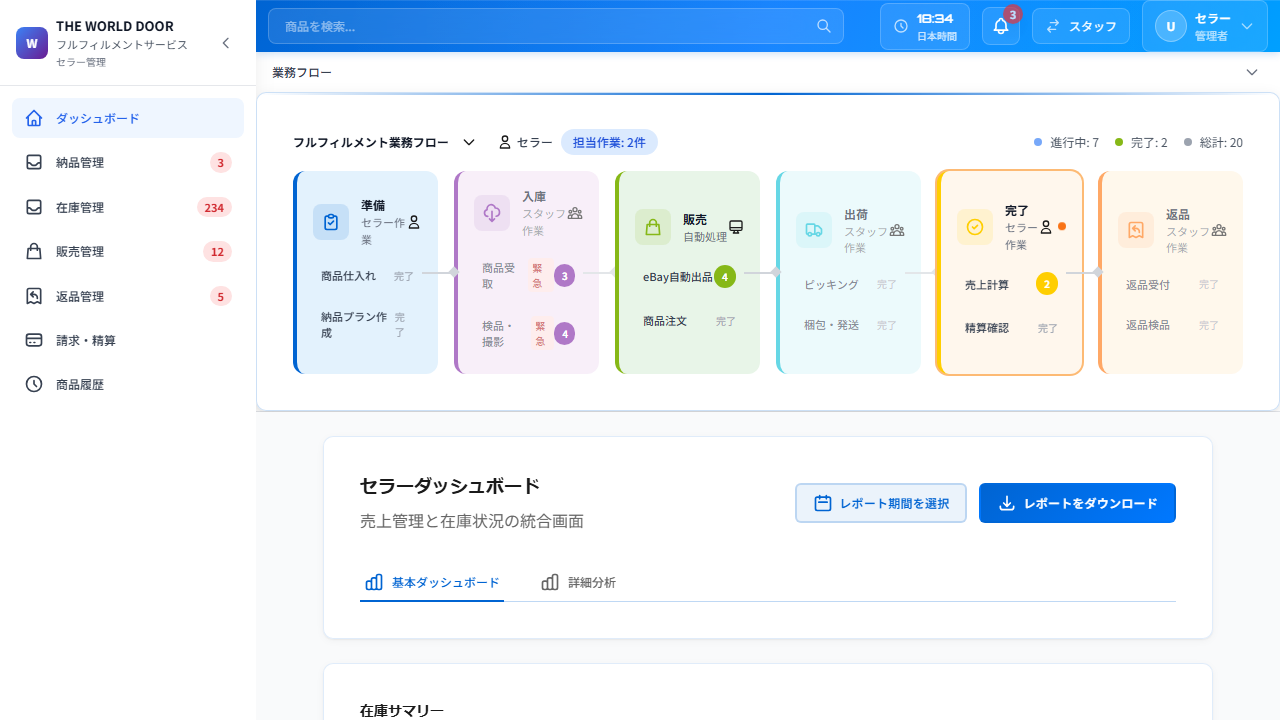 W
THE WORLD DOOR
フルフィルメントサービス
セラー管理
ダッシュボード
納品管理 3
在庫管理 234
販売管理 12
返品管理 5
請求・精算
商品履歴
商品を検索...
18:34
日本時間
3
スタッフ
U
セラー
管理者
業務フロー
フルフィルメント業務フロー
セラー
担当作業: 2件
進行中: 7
完了: 2
総計: 20
準備
セラー作
業
商品仕入れ 完了
納品プラン作
成
完
了
入庫
スタッフ
作業
商品受
取
緊
急
3
検品・
撮影
緊
急
4
販売
自動処理
eBay自動出品 4
商品注文 完了
出荷
スタッフ
作業
ピッキング 完了
梱包・発送 完了
完了
セラー
作業
売上計算 2
精算確認 完了
返品
スタッフ
作業
返品受付 完了
返品検品 完了
セラーダッシュボード
売上管理と在庫状況の統合画面
レポート期間を選択
レポートをダウンロード
基本ダッシュボード
詳細分析
在庫サマリー